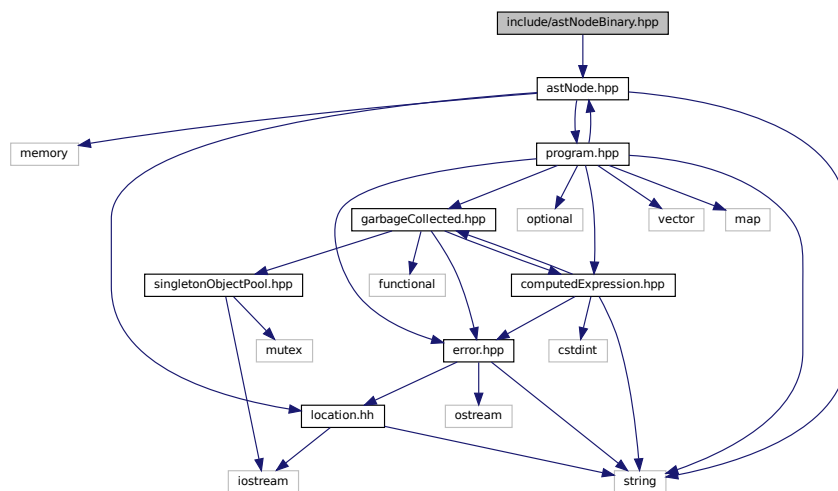 include/astNodeBinary.hpp
astNode.hpp
memory
program.hpp
garbageCollected.hpp
optional
vector
map
singletonObjectPool.hpp
functional
computedExpression.hpp
mutex
error.hpp
cstdint
location.hh
ostream
iostream
string